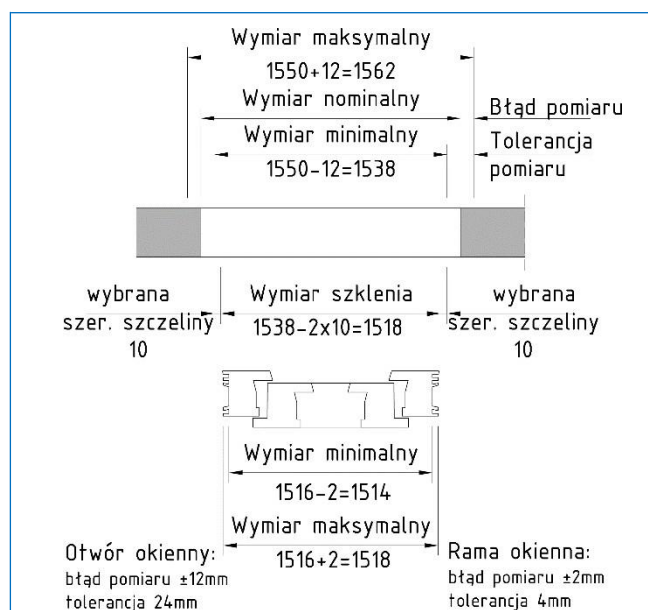 Wymiar maksymalny
1550+12=1562
Wymiar nominalny
Błąd pomiaru
Wymiar minimalny
1550-12=1538
Tolerancja
pomiaru
wybrana
szer. szczeliny
10
Wymiar szklenia
1538-2x10=1518
wybrana
szer. szczeliny
10
Wymiar minimalny
1516-2=1514
Wymiar maksymalny
1516+2=1518
Otwór okienny:
błąd pomiaru ±12mm
tolerancja 24mm
Rama okienna:
błąd pomiaru ±2mm
tolerancja 4mm